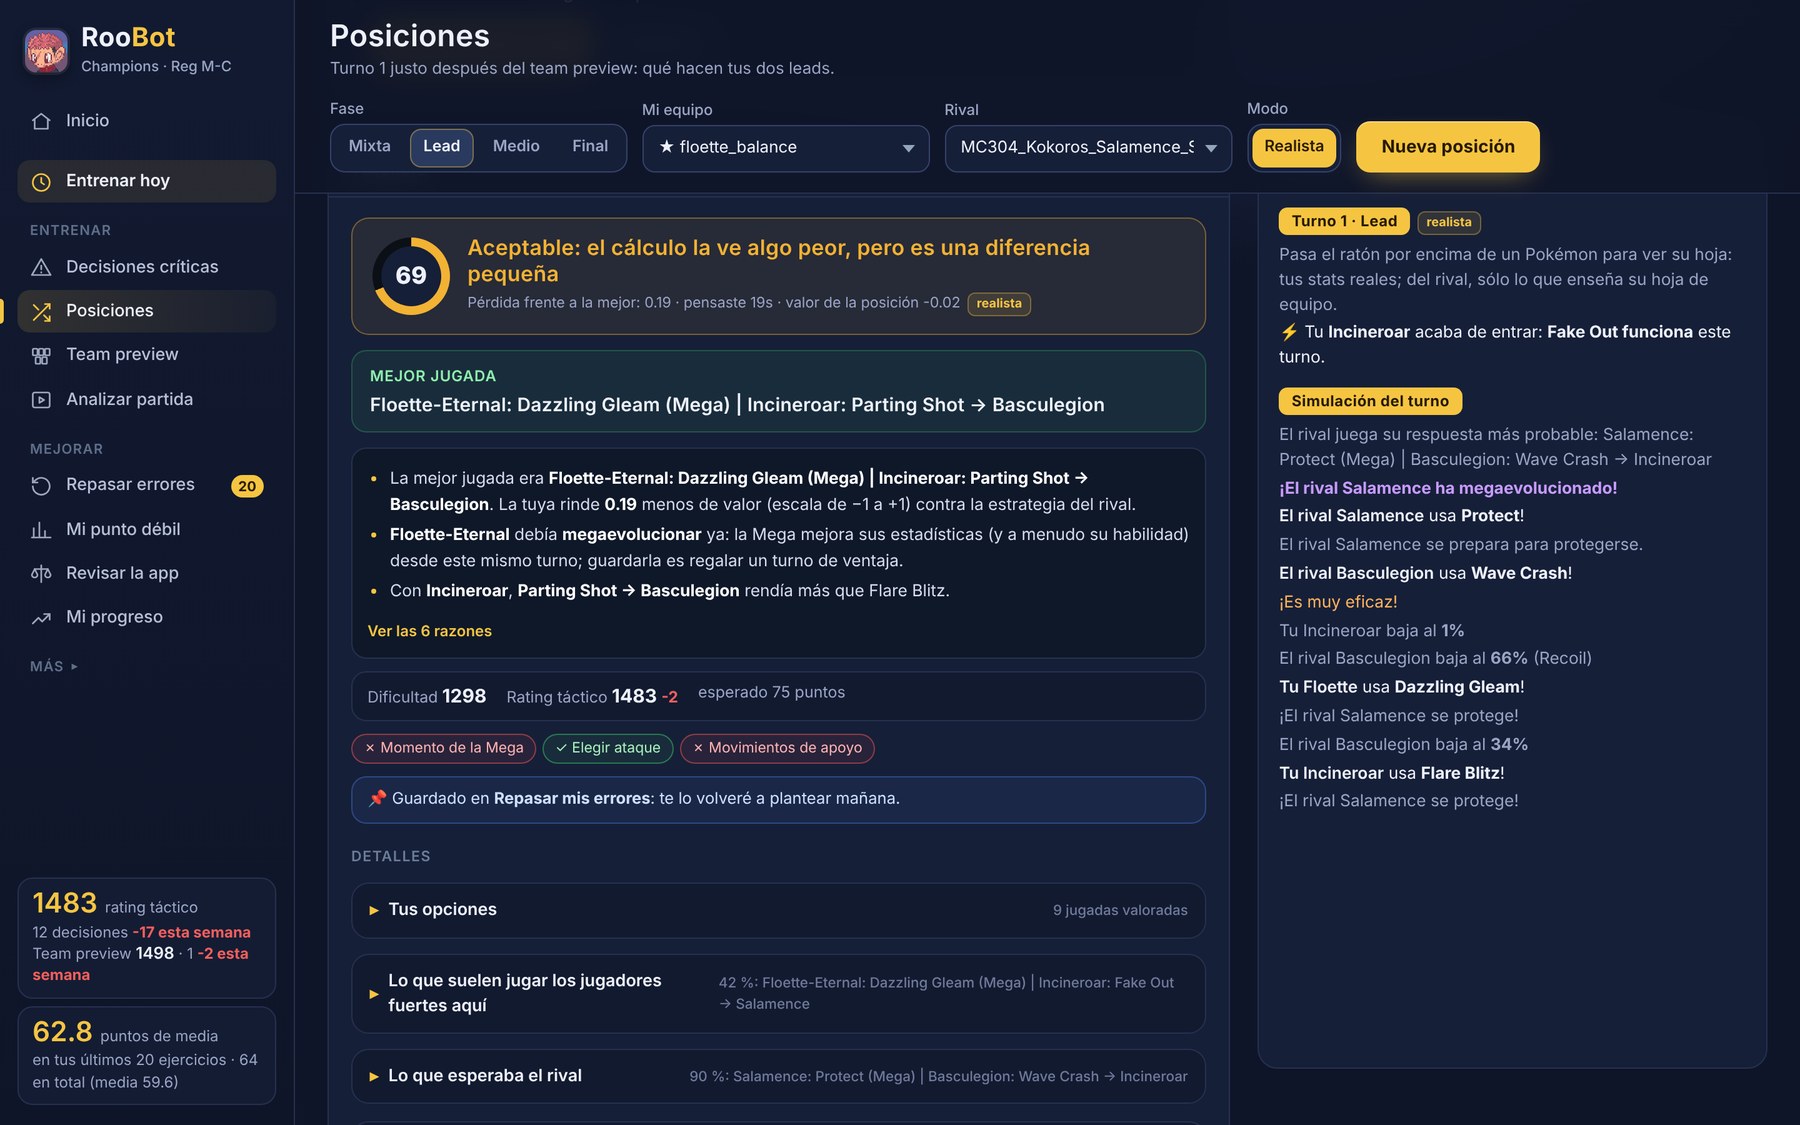 RooBot
Champions · Reg M-C
Inicio
Entrenar hoy
ENTRENAR
Decisiones críticas
Posiciones
Team preview
Analizar partida
MEJORAR
Repasar errores 20
Mi punto débil
Revisar la app
Mi progreso
MÁS ▸
1483 rating táctico
12 decisiones -17 esta semana
Team preview 1498 · 1 -2 esta
semana
62.8 puntos de media
en tus últimos 20 ejercicios · 64
en total (media 59.6)
Posiciones
Turno 1 justo después del team preview: qué hacen tus dos leads.
Fase
Mixta Lead Medio Final
Mi equipo
★ floette_balance
Rival
MC304_Kokoros_Salamence_S
Modo
Realista
Nueva posición
69
Aceptable: el cálculo la ve algo peor, pero es una diferencia
pequeña
Pérdida frente a la mejor: 0.19 · pensaste 19s · valor de la posición -0.02 realista
MEJOR JUGADA
Floette-Eternal: Dazzling Gleam (Mega) | Incineroar: Parting Shot → Basculegion
• La mejor jugada era Floette-Eternal: Dazzling Gleam (Mega) | Incineroar: Parting Shot →
Basculegion. La tuya rinde 0.19 menos de valor (escala de −1 a +1) contra la estrategia del rival.
• Floette-Eternal debía megaevolucionar ya: la Mega mejora sus estadísticas (y a menudo su habilidad)
desde este mismo turno; guardarla es regalar un turno de ventaja.
• Con Incineroar, Parting Shot → Basculegion rendía más que Flare Blitz.
Ver las 6 razones
Dificultad 1298 Rating táctico 1483 -2 esperado 75 puntos
× Momento de la Mega ✓ Elegir ataque × Movimientos de apoyo
📌 Guardado en Repasar mis errores: te lo volveré a plantear mañana.
DETALLES
▸ Tus opciones 9 jugadas valoradas
▸ Lo que suelen jugar los jugadores
fuertes aquí
42 %: Floette-Eternal: Dazzling Gleam (Mega) | Incineroar: Fake Out
→ Salamence
▸ Lo que esperaba el rival 90 %: Salamence: Protect (Mega) | Basculegion: Wave Crash → Incineroar
Turno 1 · Lead realista
Pasa el ratón por encima de un Pokémon para ver su hoja:
tus stats reales; del rival, sólo lo que enseña su hoja de
equipo.
⚡ Tu Incineroar acaba de entrar: Fake Out funciona este
turno.
Simulación del turno
El rival juega su respuesta más probable: Salamence:
Protect (Mega) | Basculegion: Wave Crash → Incineroar
¡El rival Salamence ha megaevolucionado!
El rival Salamence usa Protect!
El rival Salamence se prepara para protegerse.
El rival Basculegion usa Wave Crash!
¡Es muy eficaz!
Tu Incineroar baja al 1%
El rival Basculegion baja al 66% (Recoil)
Tu Floette usa Dazzling Gleam!
¡El rival Salamence se protege!
El rival Basculegion baja al 34%
Tu Incineroar usa Flare Blitz!
¡El rival Salamence se protege!